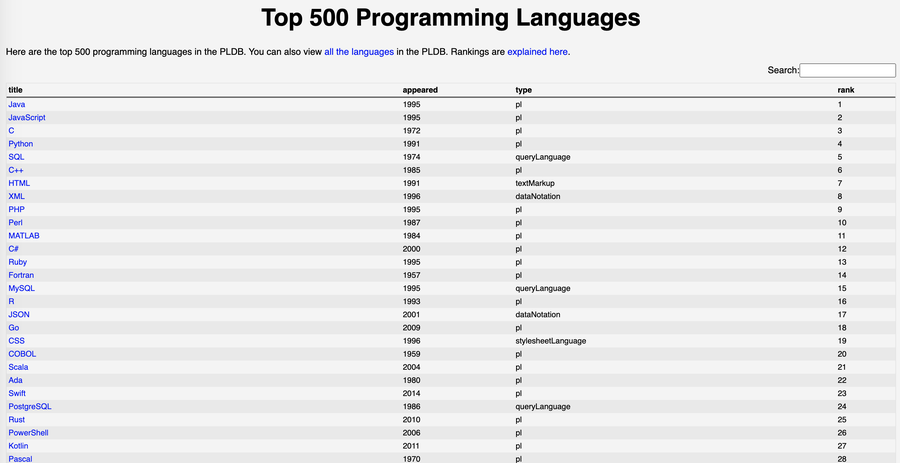 Top 500 Programming Languages
Here are the top 500 programming languages in the PLDB. You can also view all the languages in the PLDB. Rankings are explained here.
Search:
title appeared type rank
Java 1995 pl 1
JavaScript 1995 pl 2
C 1972 pl 3
Python 1991 pl 4
SQL 1974 queryLanguage 5
C++ 1985 pl 6
HTML 1991 textMarkup 7
XML 1996 dataNotation 8
PHP 1995 pl 9
Perl 1987 pl 10
MATLAB 1984 pl 11
C# 2000 pl 12
Ruby 1995 pl 13
Fortran 1957 pl 14
MySQL 1995 queryLanguage 15
R 1993 pl 16
JSON 2001 dataNotation 17
Go 2009 pl 18
CSS 1996 stylesheetLanguage 19
COBOL 1959 pl 20
Scala 2004 pl 21
Ada 1980 pl 22
Swift 2014 pl 23
PostgreSQL 1986 queryLanguage 24
Rust 2010 pl 25
PowerShell 2006 pl 26
Kotlin 2011 pl 27
Pascal 1970 pl 28